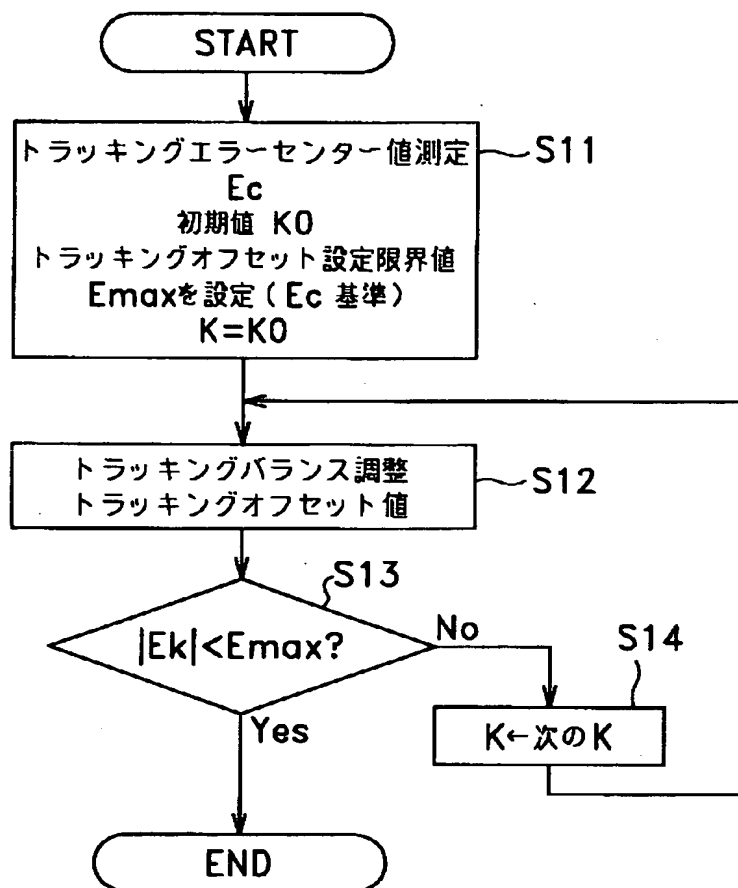 START
トラッキングエラーセンター値測定
Ec
初期値 K0
トラッキングオフセット設定限界値
Emaxを設定(Ec 基準)
K=K0
S11
トラッキングバランス調整
トラッキングオフセット値
S12
S13
|Ek|<Emax?
No
Yes
S14
K←次のK
END